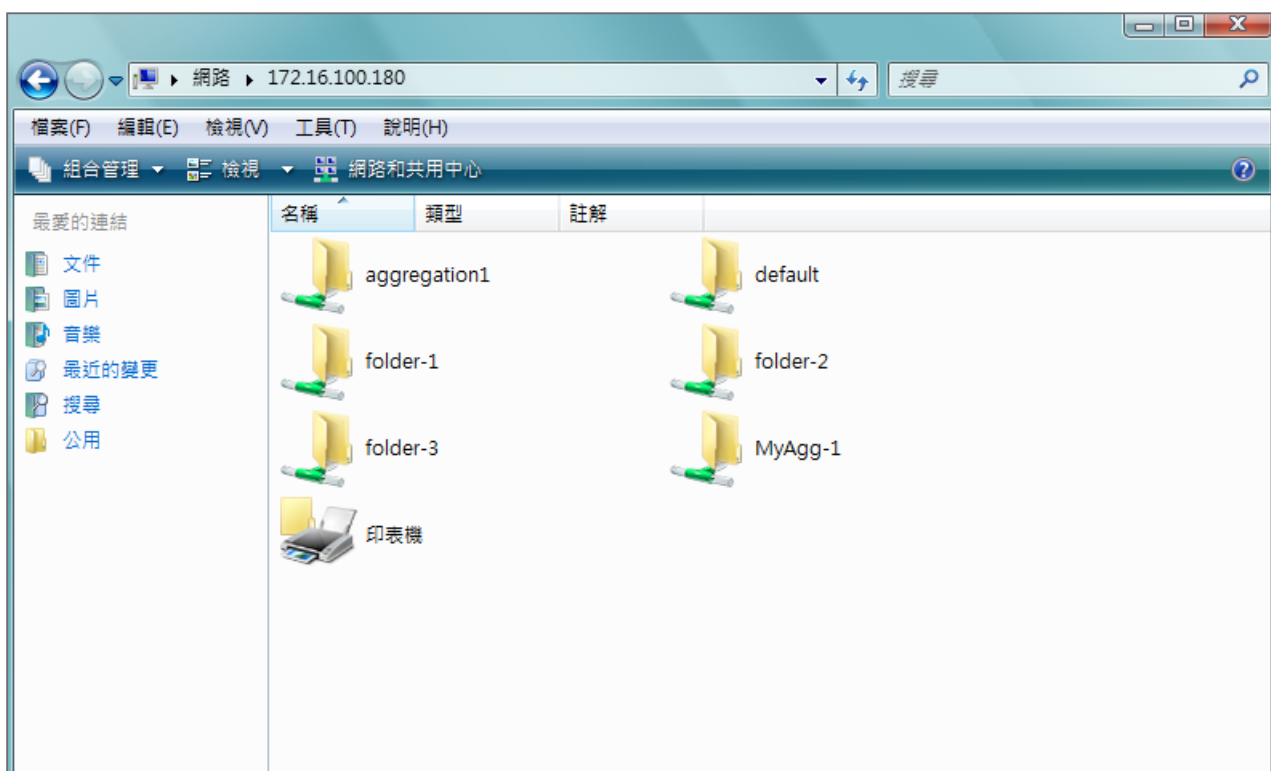 網路 172.16.100.180 搜尋
檔案(F) 編輯(E) 檢視(V) 工具(T) 說明(H)
組合管理 檢視 網路和共用中心
最愛的連結
文件
圖片
音樂
最近的變更
搜尋
公用
名稱 類型 註解
aggregation1 default
folder-1 folder-2
folder-3 MyAgg-1
印表機